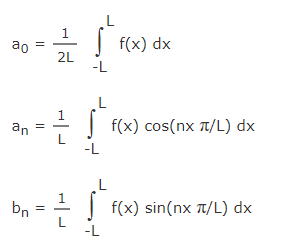 a₀ = 1/2L ∫_{-L}^{L} f(x) dx
aₙ = 1/L ∫_{-L}^{L} f(x) cos(nx π/L) dx
bₙ = 1/L ∫_{-L}^{L} f(x) sin(nx π/L) dx